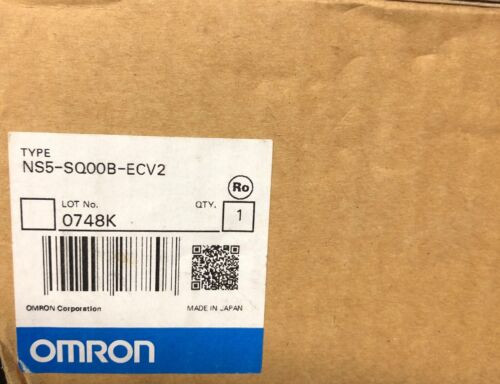 TYPE
NS5-SQ00B-ECV2
Ro
LOT No. QTY.
0748K 1
OMRON Corporation MADE IN JAPAN
OMRON